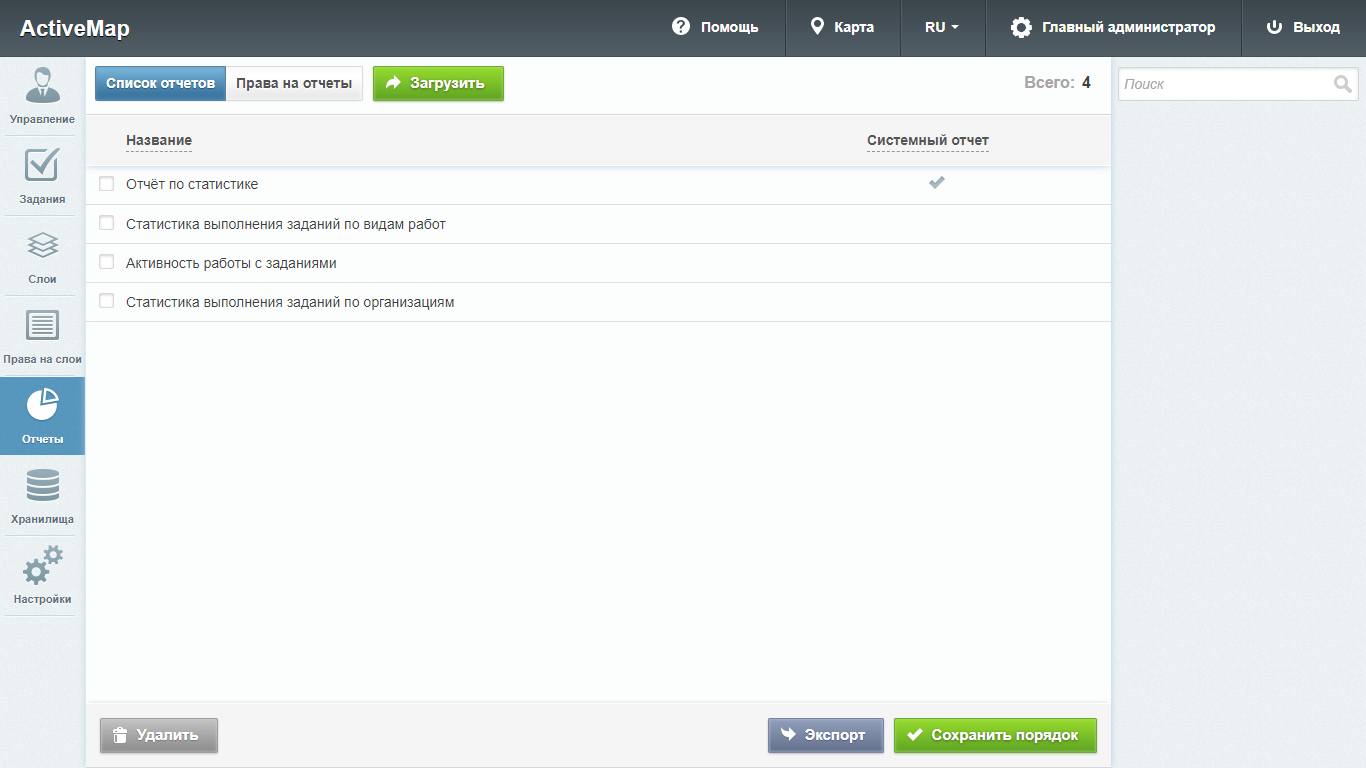 ActiveMap
Помощь
Карта
RU
Главный администратор
Выход
Управление
Задания
Слои
Права на слои
Отчеты
Хранилища
Настройки
Список отчетов
Права на отчеты
Загрузить
Всего: 4
Поиск
Название
Системный отчет
Отчёт по статистике
Статистика выполнения заданий по видам работ
Активность работы с заданиями
Статистика выполнения заданий по организациям
Удалить
Экспорт
Сохранить порядок